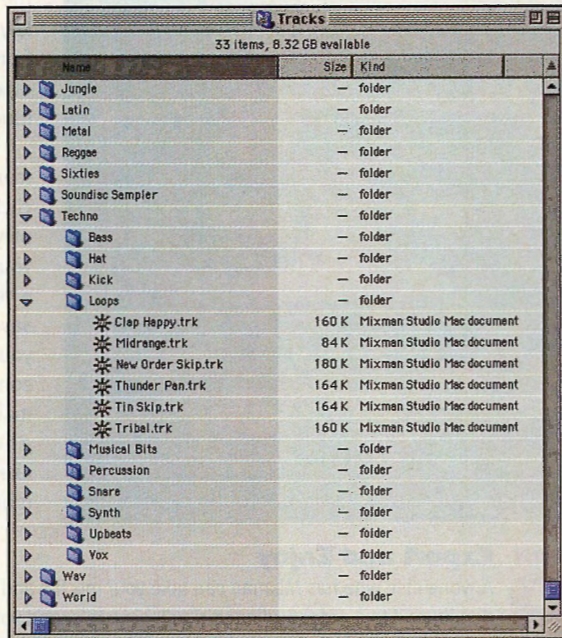 Tracks
33 items, 8.32 GB available
Name Size Kind
Jungle — folder
Latin — folder
Metal — folder
Reggae — folder
Sixties — folder
Soundisc Sampler — folder
Techno — folder
Bass — folder
Hat — folder
Kick — folder
Loops — folder
Clap Happy.trk 160 K Mixman Studio Mac document
Midrange.trk 84 K Mixman Studio Mac document
New Order Skip.trk 180 K Mixman Studio Mac document
Thunder Pan.trk 164 K Mixman Studio Mac document
Tin Skip.trk 164 K Mixman Studio Mac document
Tribal.trk 160 K Mixman Studio Mac document
Musical Bits — folder
Percussion — folder
Snare — folder
Synth — folder
Upbeats — folder
Vox — folder
Wav — folder
World — folder